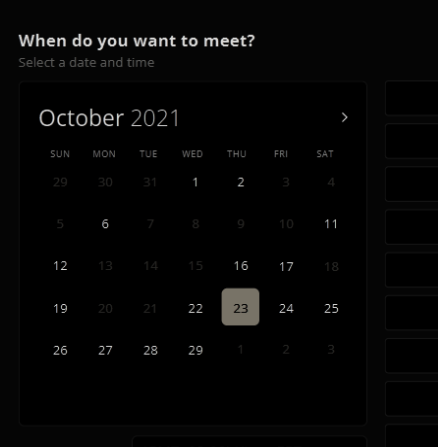 When do you want to meet?
Select a date and time
October 2021
SUN MON TUE WED THU FRI SAT
29 30 31 1 2 3 4
5 6 7 8 9 10 11
12 13 14 15 16 17 18
19 20 21 22 23 24 25
26 27 28 29 1 2 3